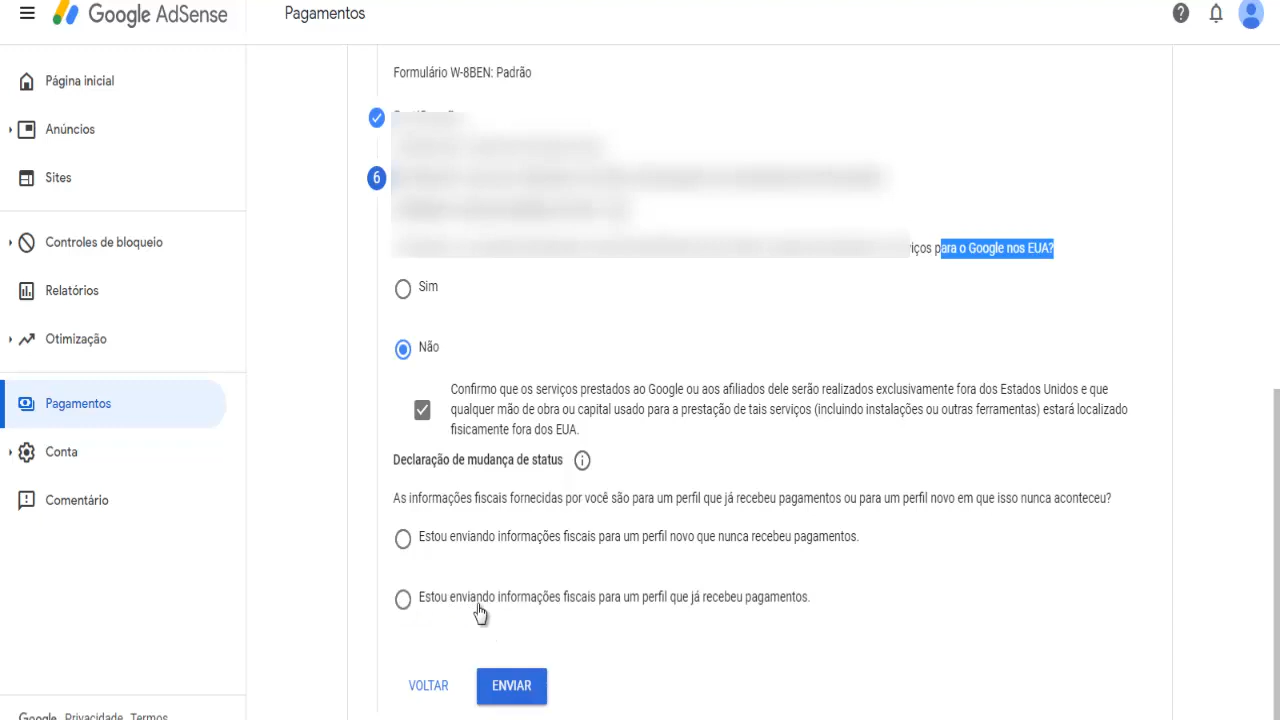 Google AdSense
Pagamentos
Página inicial
Anúncios
Sites
Controles de bloqueio
Relatórios
Otimização
Pagamentos
Conta
Comentário
Google Privacidade Termos
Formulário W-8BEN: Padrão
6
para o Google nos EUA?
Sim
Não
Confirmo que os serviços prestados ao Google ou aos afiliados dele serão realizados exclusivamente fora dos Estados Unidos e que
qualquer mão de obra ou capital usado para a prestação de tais serviços (incluindo instalações ou outras ferramentas) estará localizado
fisicamente fora dos EUA.
Declaração de mudança de status
As informações fiscais fornecidas por você são para um perfil que já recebeu pagamentos ou para um perfil novo em que isso nunca aconteceu?
Estou enviando informações fiscais para um perfil novo que nunca recebeu pagamentos.
Estou enviando informações fiscais para um perfil que já recebeu pagamentos.
VOLTAR
ENVIAR